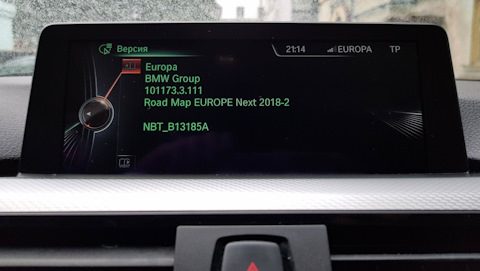 Версия 21:14 EUROPA TP
Europa
BMW Group
101173.3.111
Road Map EUROPE Next 2018-2
NBT_B13185A